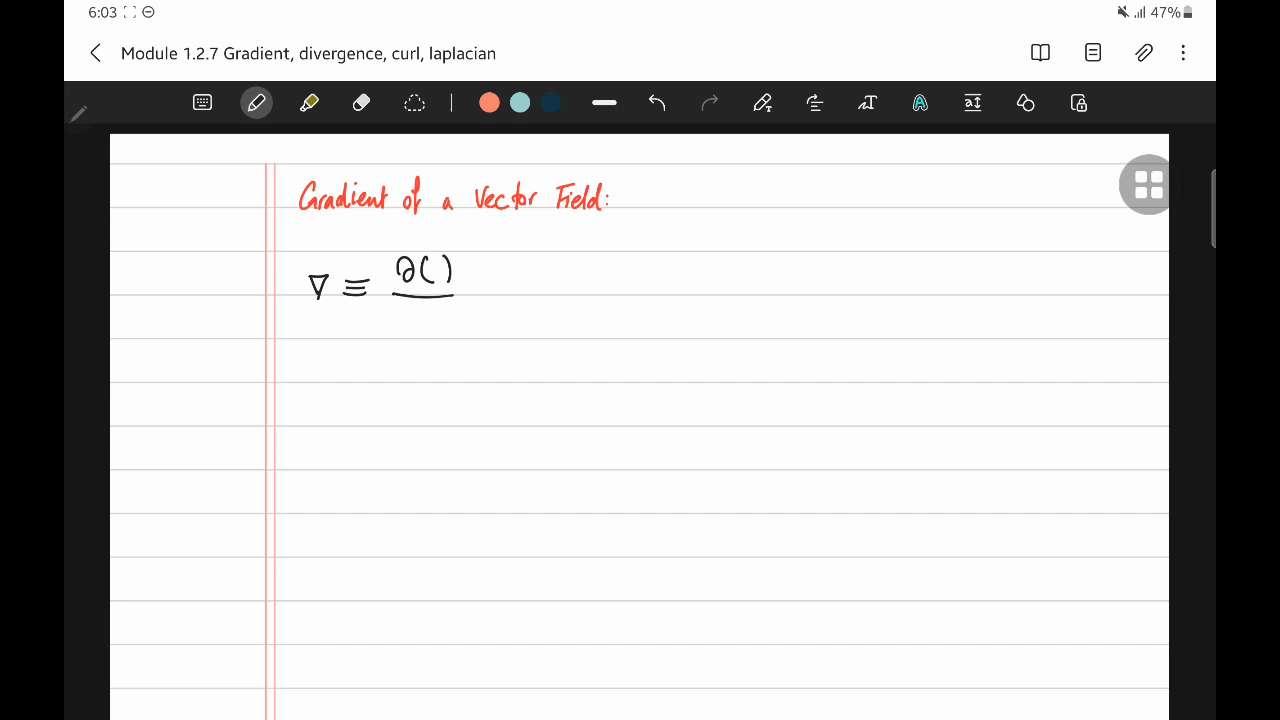 6:03
47%
Module 1.2.7 Gradient, divergence, curl, laplacian
Gradient of a Vector Field:
∇ ≡ ∂( )